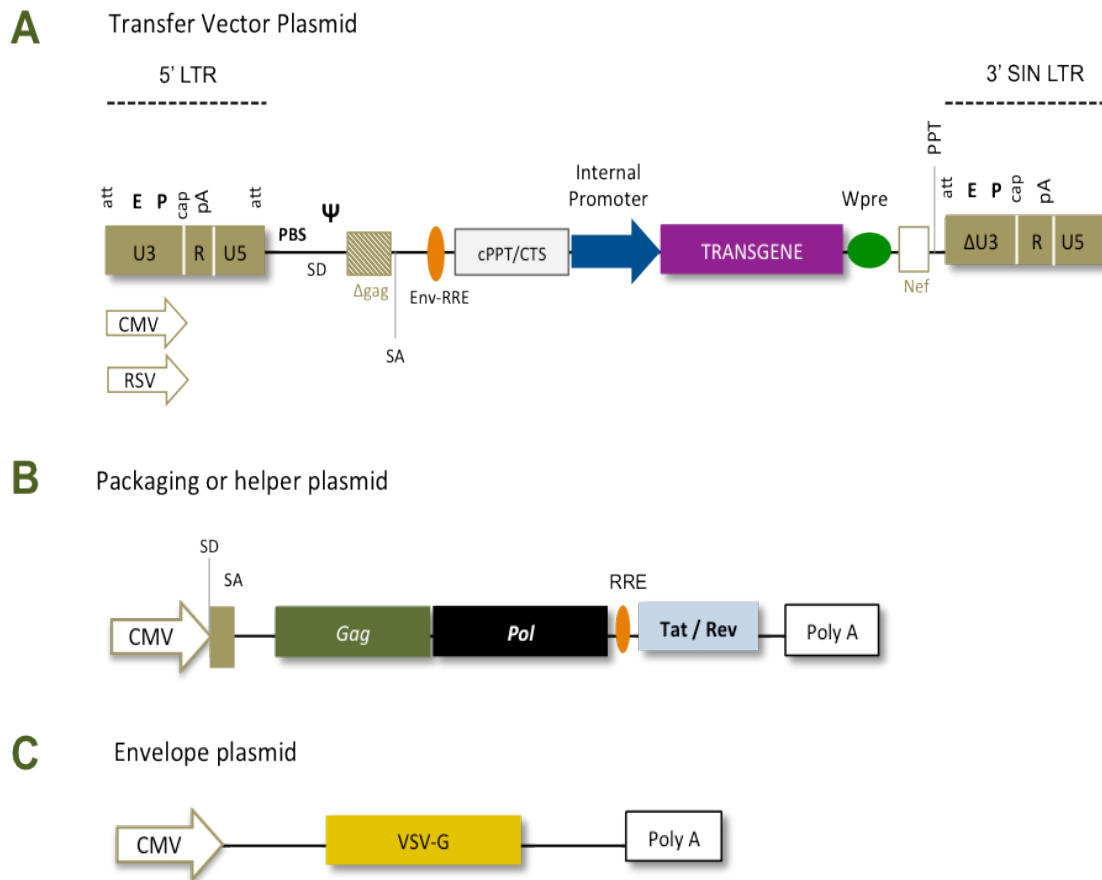 A
Transfer Vector Plasmid
5' LTR
3' SIN LTR
att
E
P
cap
pA
att
U3
R
U5
PBS
Ψ
SD
Δgag
SA
Env-RRE
cPPT/CTS
Internal
Promoter
TRANSGENE
Wpre
Nef
PPT
att
E
P
cap
pA
ΔU3
R
U5
CMV
RSV
B
Packaging or helper plasmid
SD
SA
CMV
Gag
Pol
RRE
Tat / Rev
Poly A
C
Envelope plasmid
CMV
VSV-G
Poly A